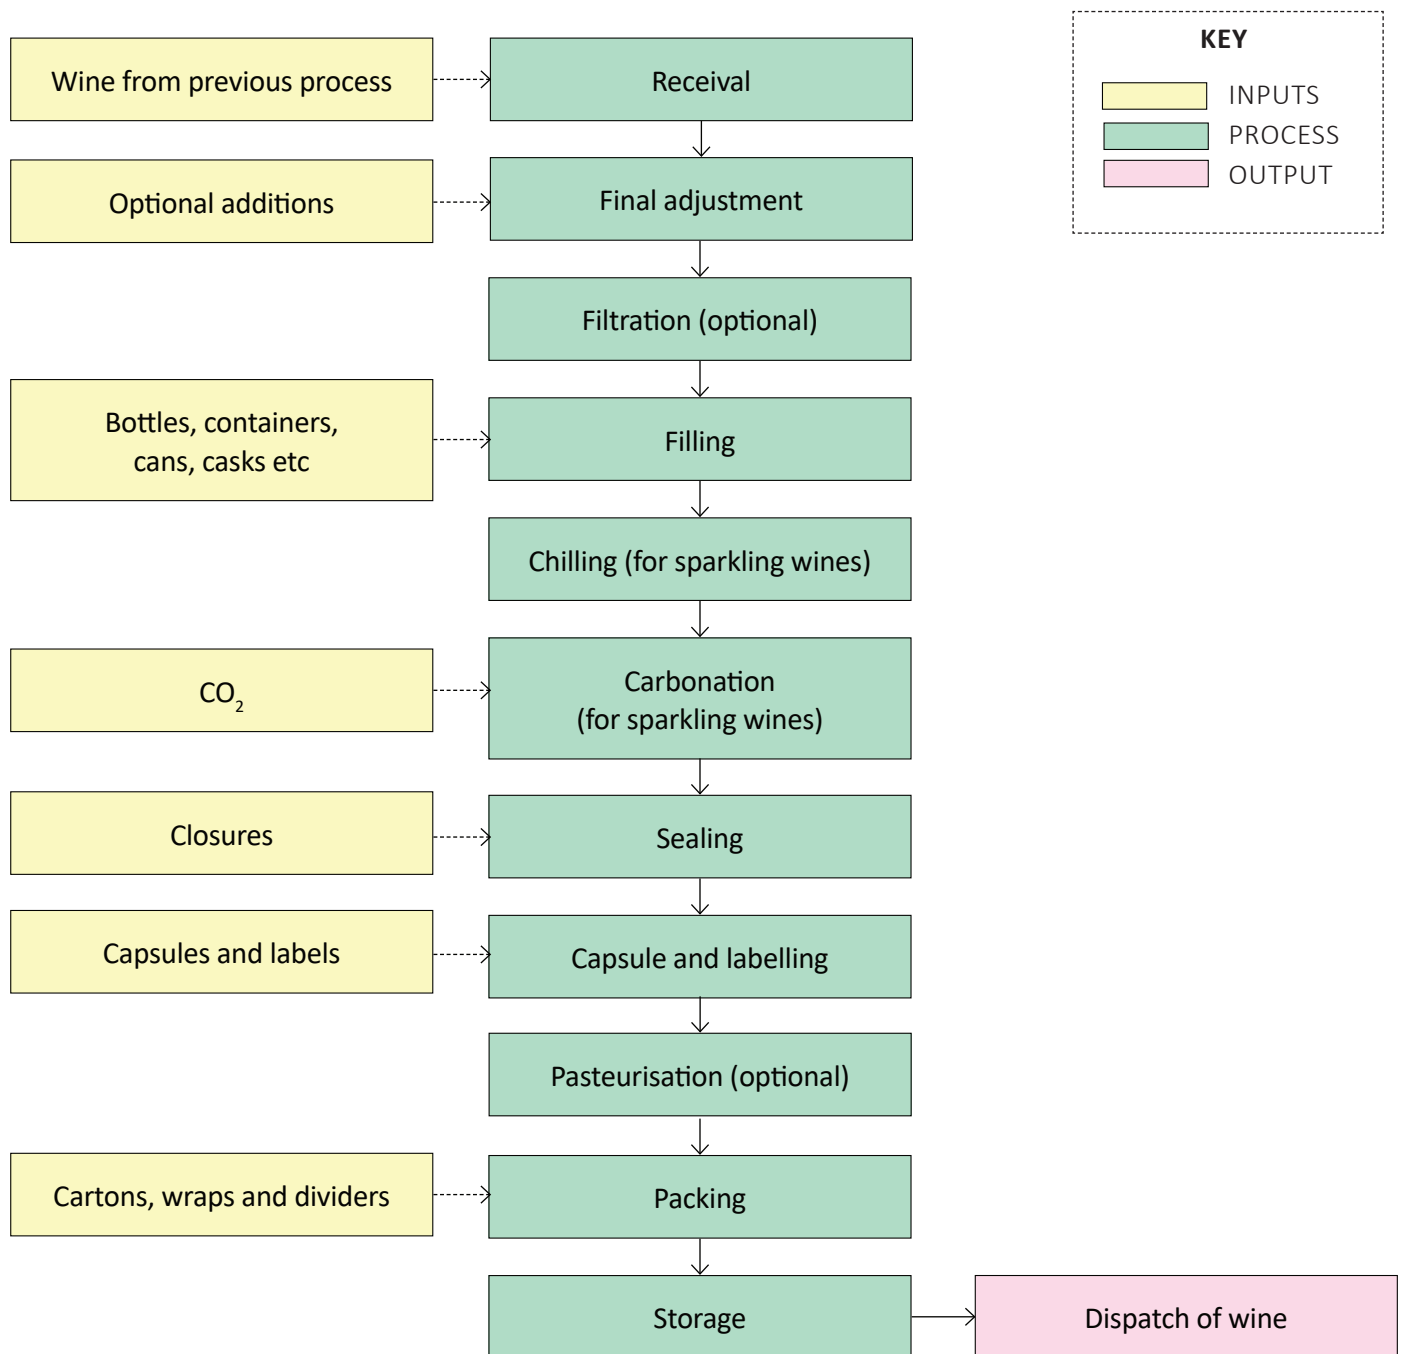 KEY
INPUTS
PROCESS
OUTPUT
Wine from previous process
Receival
Optional additions
Final adjustment
Filtration (optional)
Bottles, containers,
cans, casks etc
Filling
Chilling (for sparkling wines)
CO₂
Carbonation
(for sparkling wines)
Closures
Sealing
Capsules and labels
Capsule and labelling
Pasteurisation (optional)
Cartons, wraps and dividers
Packing
Storage
Dispatch of wine